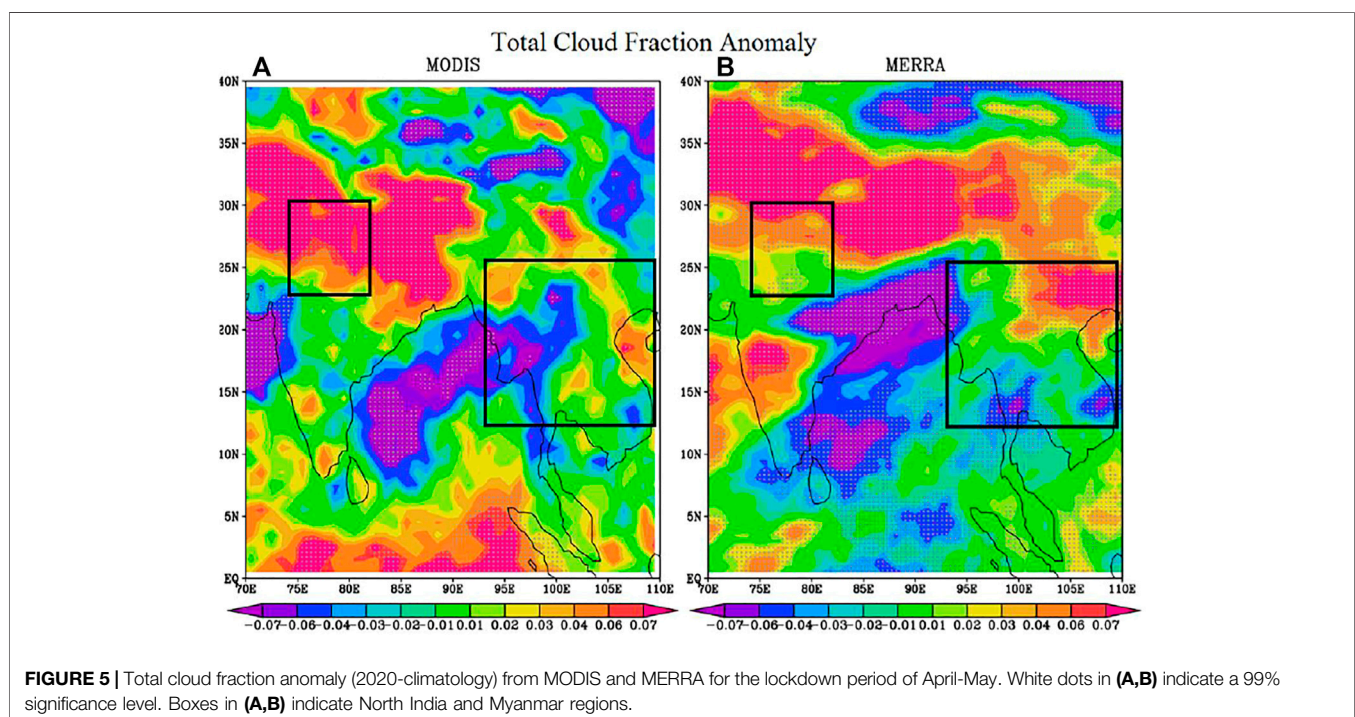 Total Cloud Fraction Anomaly
A MODIS
B MERRA
40N
35N
30N
25N
20N
15N
10N
5N
EQ
70E 75E 80E 85E 90E 95E 100E 105E 110E
-0.07 -0.06 -0.04 -0.03 -0.02 -0.01 0.01 0.02 0.03 0.04 0.06 0.07
40N
35N
30N
25N
20N
15N
10N
5N
EQ
70E 75E 80E 85E 90E 95E 100E 105E 110E
-0.07 -0.06 -0.04 -0.03 -0.02 -0.01 0.01 0.02 0.03 0.04 0.06 0.07
FIGURE 5 | Total cloud fraction anomaly (2020-climatology) from MODIS and MERRA for the lockdown period of April-May. White dots in (A,B) indicate a 99%
significance level. Boxes in (A,B) indicate North India and Myanmar regions.